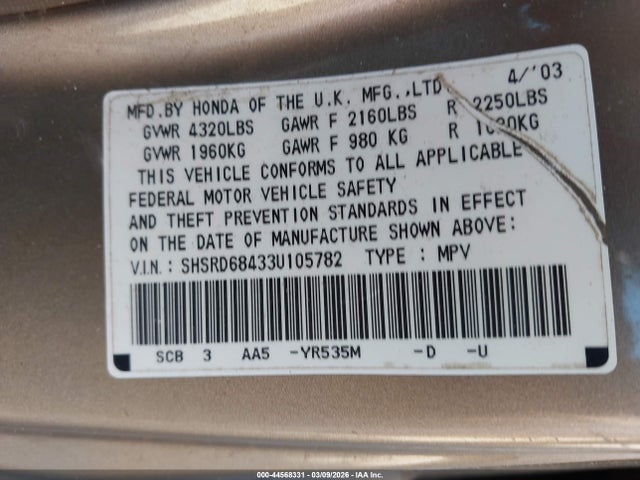 4/'03
MFD.BY HONDA OF THE U.K. MFG.,LTD
GVWR 4320LBS GAWR F 2160LBS R 2250LBS
GVWR 1960KG GAWR F 980 KG R KG
THIS VEHICLE CONFORMS TO ALL APPLICABLE
FEDERAL MOTOR VEHICLE SAFETY
AND THEFT PREVENTION STANDARDS IN EFFECT
ON THE DATE OF MANUFACTURE SHOWN ABOVE:
V.I.N.: SHSRD68433U105782 TYPE : MPV
SCB 3 AA5 -YR535M -D -U
000-44568331 - 03/09/2026 - IAA Inc.